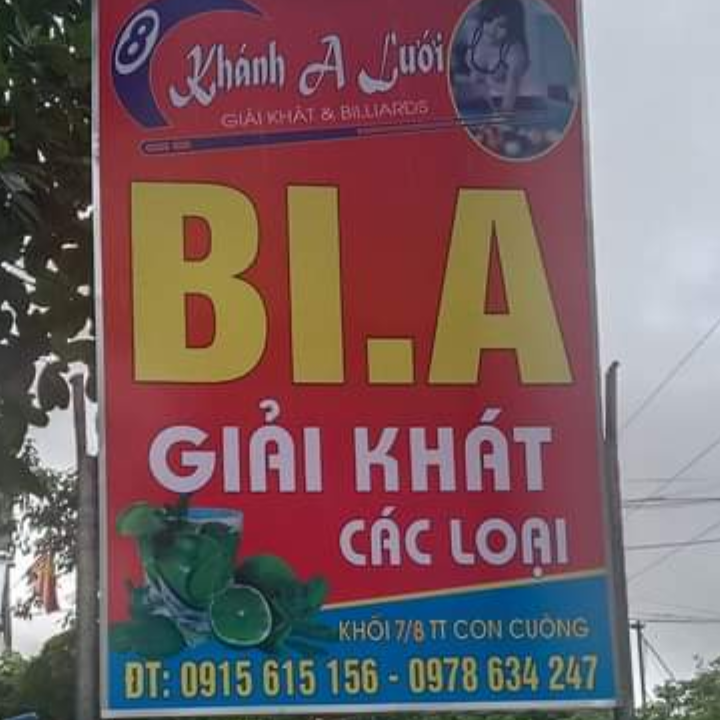 8
Khánh A Lưới
GIẢI KHÁT & BILLIARDS
BI.A
GIẢI KHÁT
CÁC LOẠI
KHỐI 7/8 TT CON CUÔNG
ĐT: 0915 615 156 - 0978 634 247